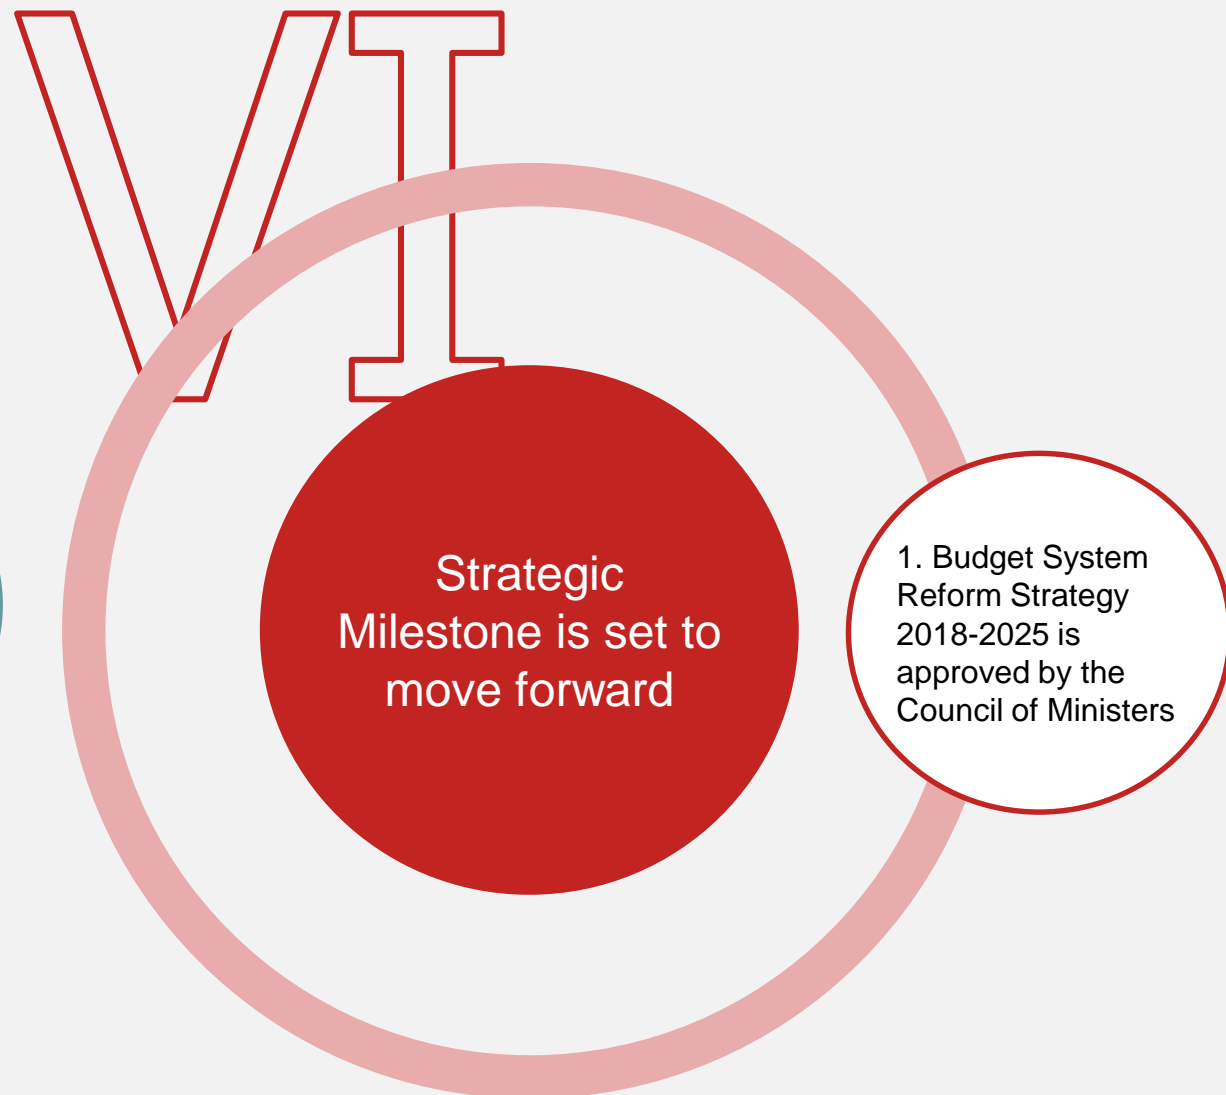 VI
Strategic
Milestone is set to
move forward
1. Budget System
Reform Strategy
2018-2025 is
approved by the
Council of Ministers